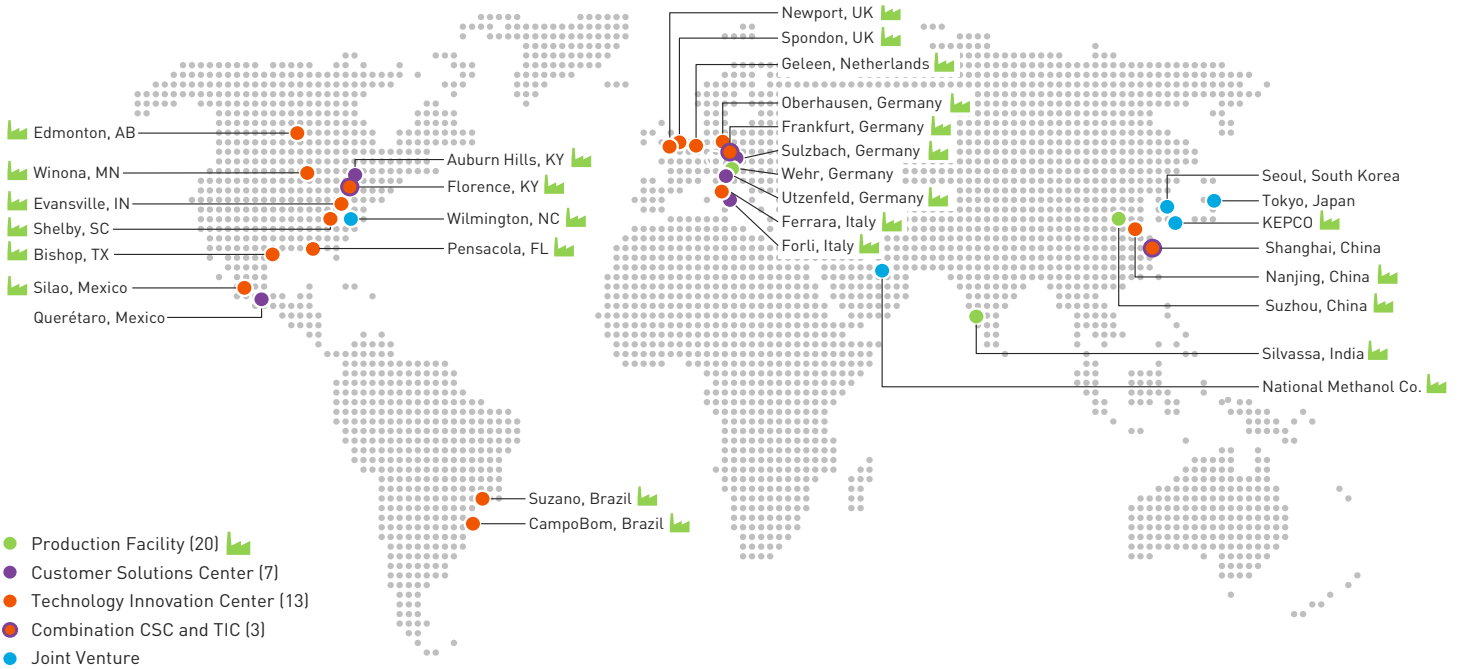 Newport, UK
Spondon, UK
Geleen, Netherlands
Oberhausen, Germany
Frankfurt, Germany
Sulzbach, Germany
Wehr, Germany
Utzenfeld, Germany
Ferrara, Italy
Forli, Italy
Edmonton, AB
Winona, MN
Evansville, IN
Shelby, SC
Bishop, TX
Silao, Mexico
Querétaro, Mexico
Auburn Hills, KY
Florence, KY
Wilmington, NC
Pensacola, FL
Seoul, South Korea
Tokyo, Japan
KEPCO
Shanghai, China
Nanjing, China
Suzhou, China
Silvassa, India
National Methanol Co.
Suzano, Brazil
CampoBom, Brazil
Production Facility (20)
Customer Solutions Center (7)
Technology Innovation Center (13)
Combination CSC and TIC (3)
Joint Venture